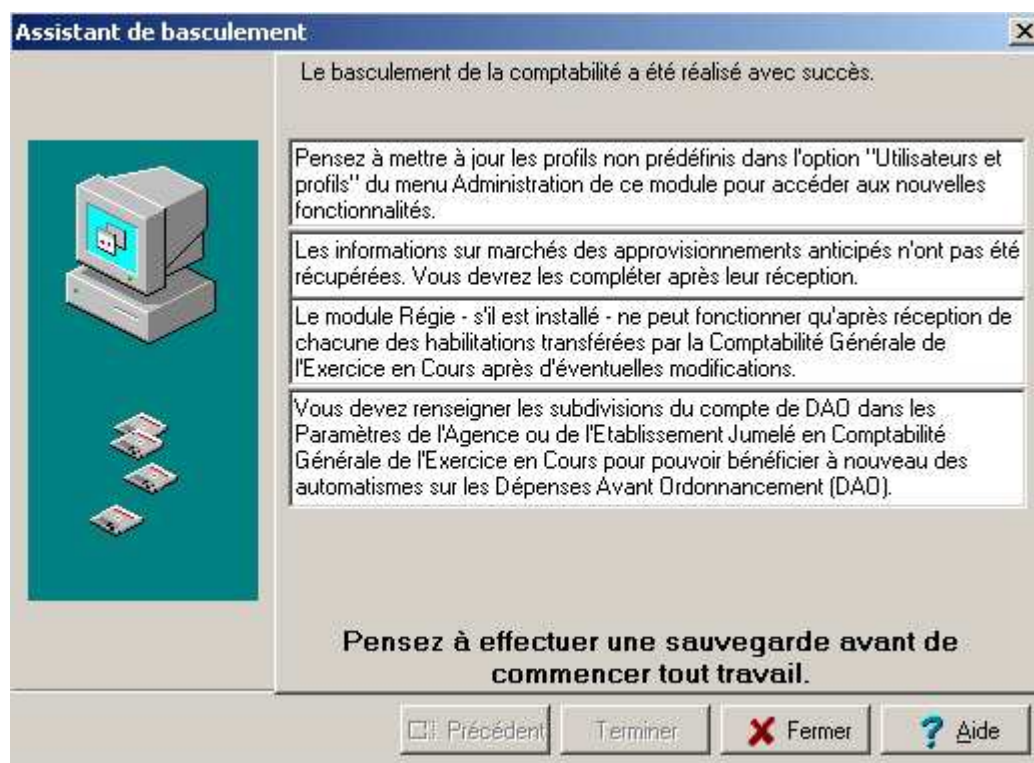 Assistant de basculement
Le basculement de la comptabilité a été réalisé avec succès.
Pensez à mettre à jour les profils non prédéfinis dans l'option "Utilisateurs et
profils" du menu Administration de ce module pour accéder aux nouvelles
fonctionnalités.
Les informations sur marchés des approvisionnements anticipés n'ont pas été
récupérées. Vous devrez les compléter après leur réception.
Le module Régie - s'il est installé - ne peut fonctionner qu'après réception de
chacune des habilitations transférées par la Comptabilité Générale de
l'Exercice en Cours après d'éventuelles modifications.
Vous devez renseigner les subdivisions du compte de DAO dans les
Paramètres de l'Agence ou de l'Etablissement Jumelé en Comptabilité
Générale de l'Exercice en Cours pour pouvoir bénéficier à nouveau des
automatismes sur les Dépenses Avant Ordonnancement (DAO).
Pensez à effectuer une sauvegarde avant de
commencer tout travail.
Précédent
Terminer
Fermer
Aide